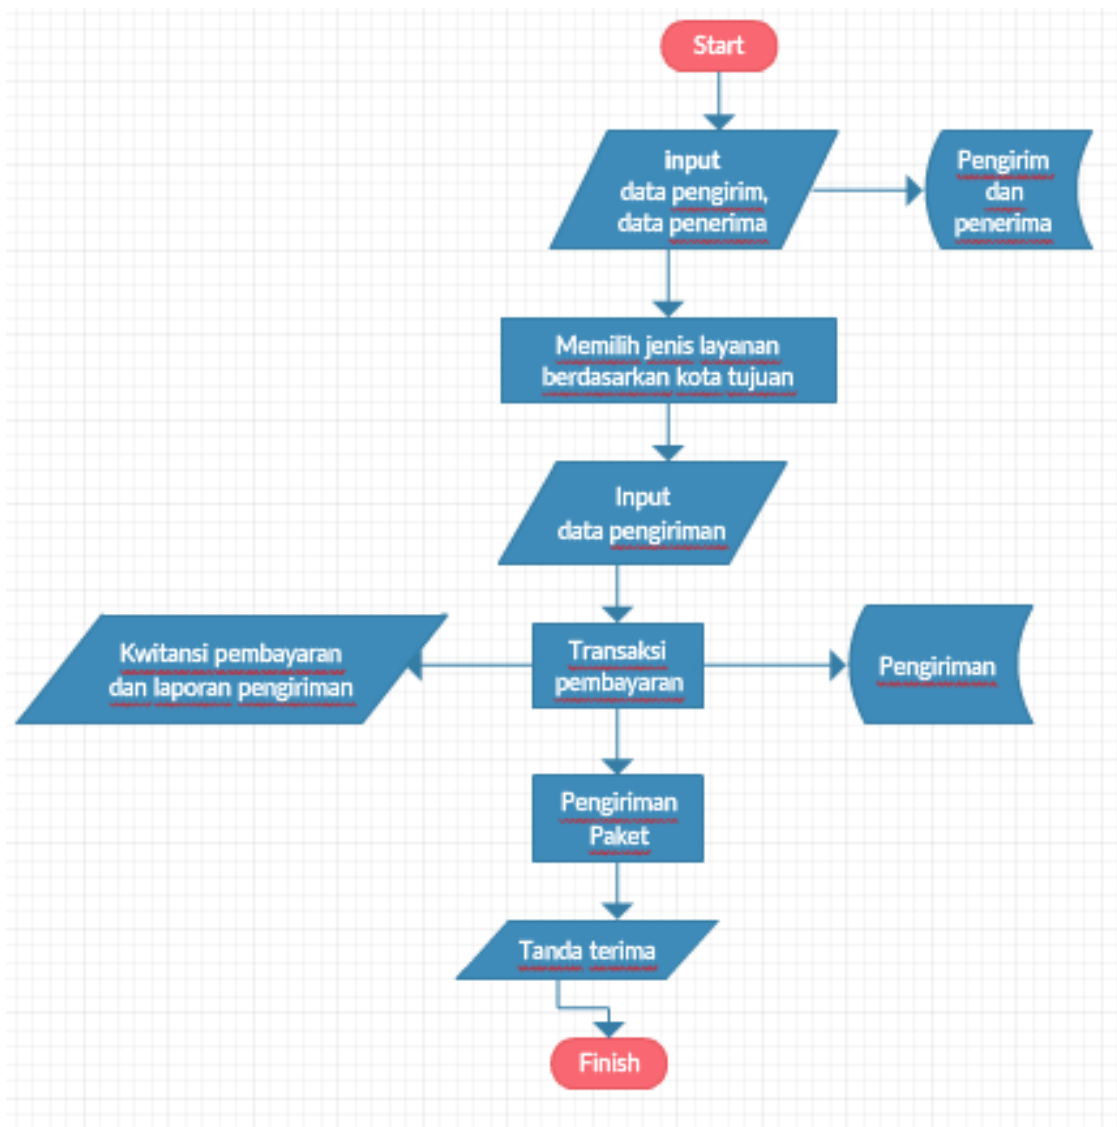 Start
input
data pengirim,
data penerima
Pengirim
dan
penerima
Memilih jenis layanan
berdasarkan kota tujuan
Input
data pengiriman
Kwitansi pembayaran
dan laporan pengiriman
Transaksi
pembayaran
Pengiriman
Pengiriman
Paket
Tanda terima
Finish